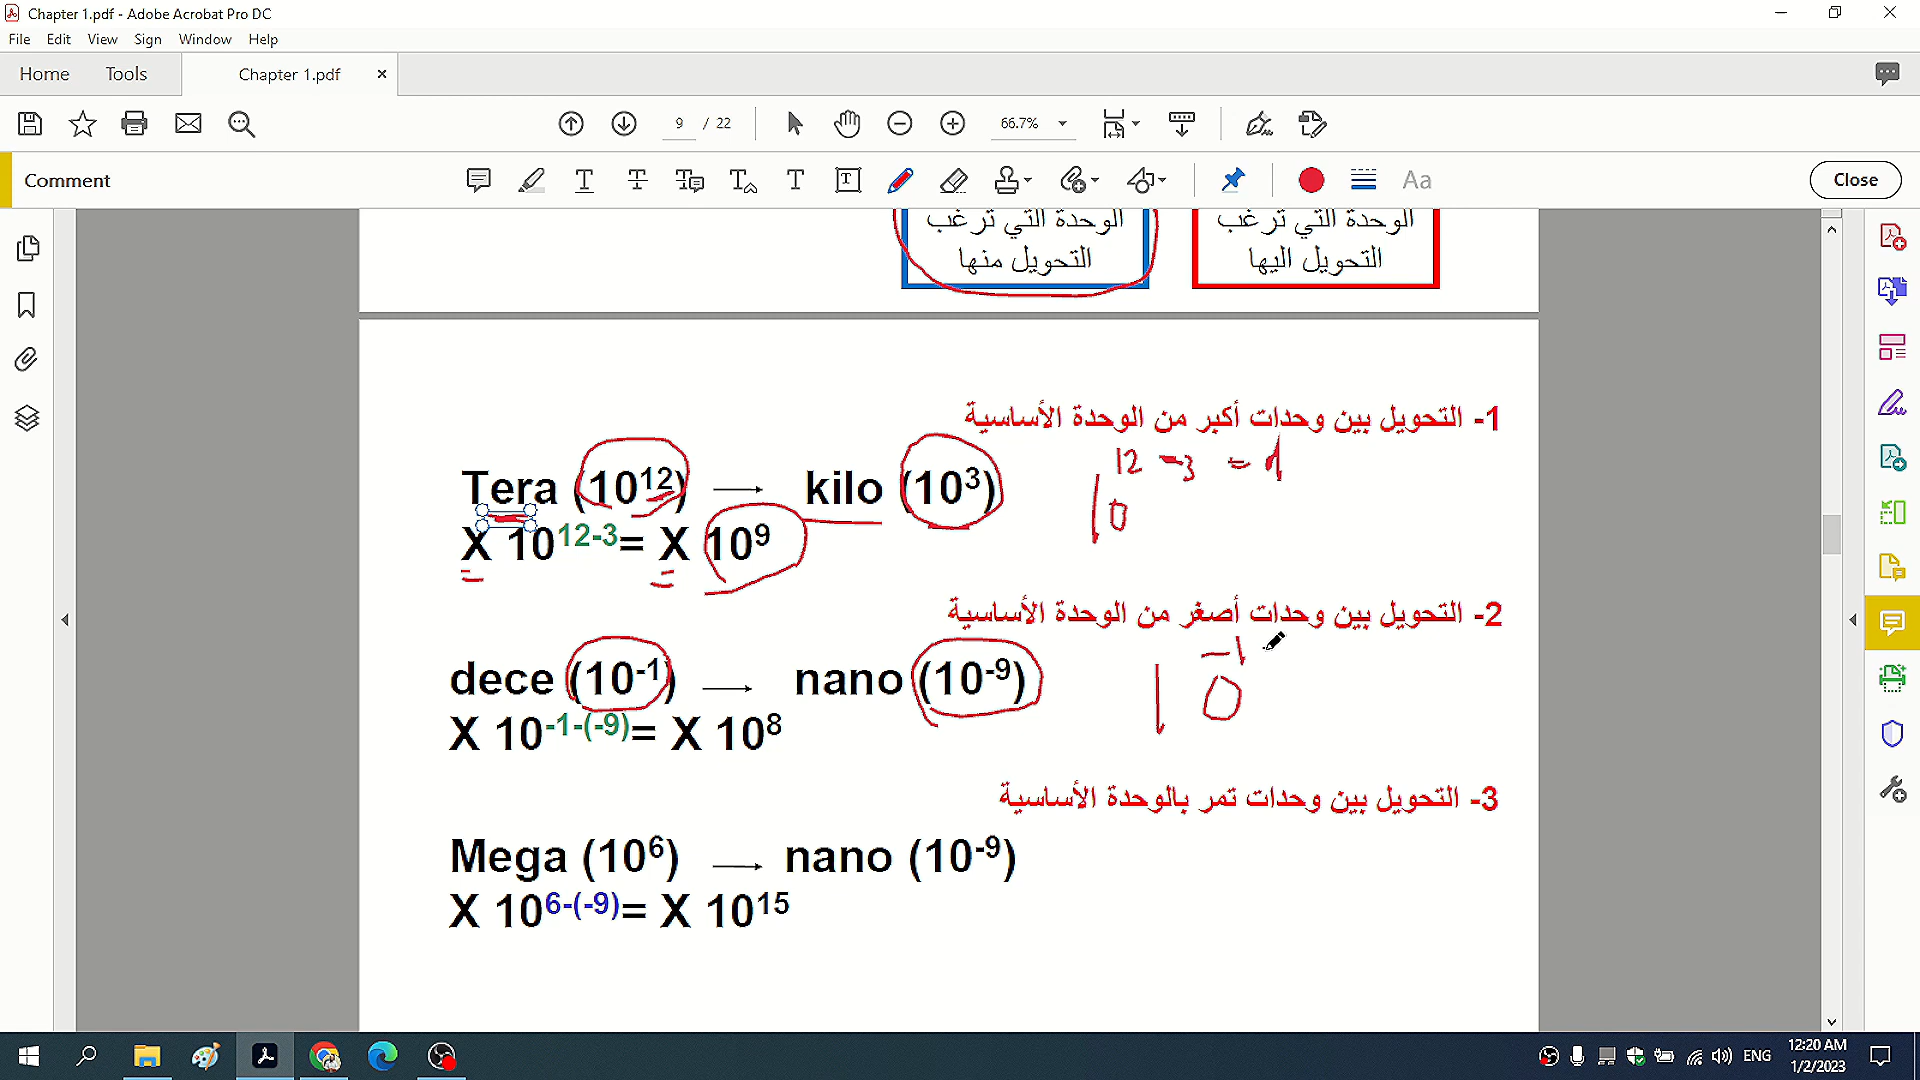 Chapter 1.pdf - Adobe Acrobat Pro DC
File Edit View Sign Window Help
Home Tools Chapter 1.pdf
9 / 22 66.7%
Comment Close
الوحدة التي ترغب
التحويل منها
الوحدة التي ترغب
التحويل اليها
1- التحويل بين وحدات أكبر من الوحدة الأساسية
Tera (10¹²) → kilo (10³)
12 - 3 =
10
X 10¹²⁻³= X 10⁹
2- التحويل بين وحدات أصغر من الوحدة الأساسية
dece (10⁻¹) → nano (10⁻⁹)
-1
10
X 10⁻¹⁻⁽⁻⁹⁾= X 10⁸
3- التحويل بين وحدات تمر بالوحدة الأساسية
Mega (10⁶) → nano (10⁻⁹)
X 10⁶⁻⁽⁻⁹⁾= X 10¹⁵
ENG 12:20 AM
1/2/2023